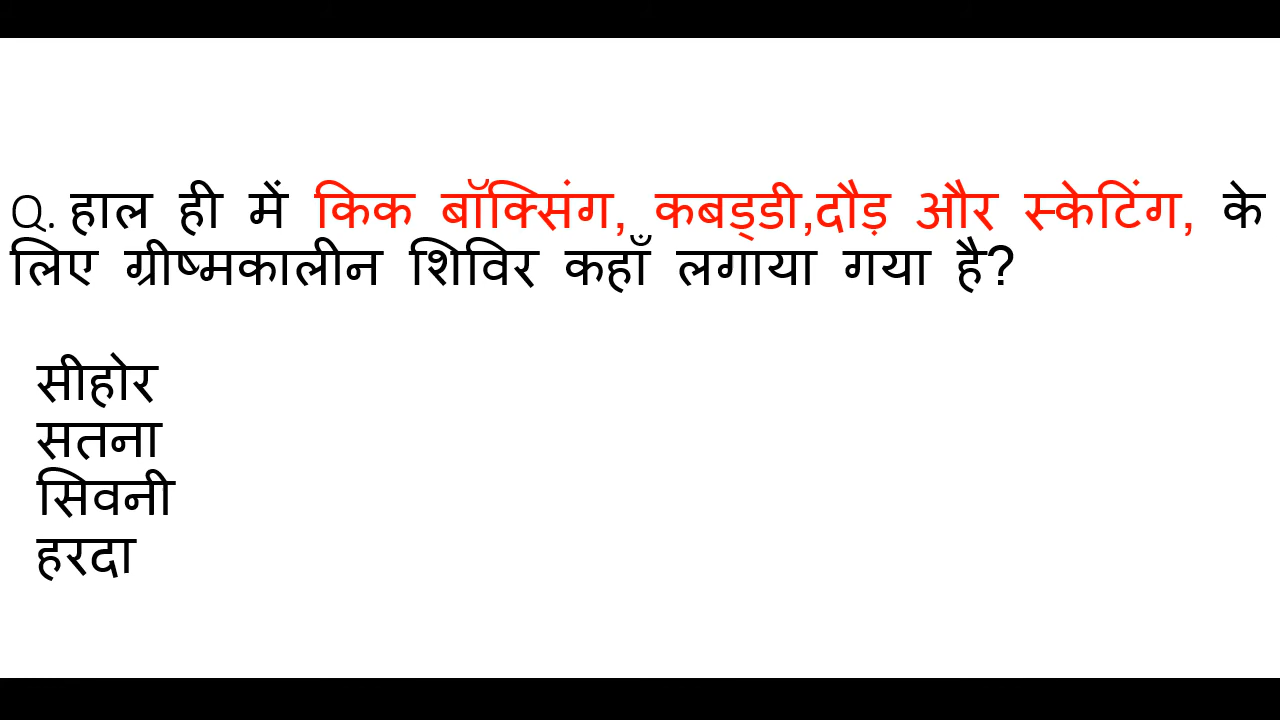 Q. हाल ही में किक बॉक्सिंग, कबड्डी,दौड़ और स्केटिंग, के
लिए ग्रीष्मकालीन शिविर कहाँ लगाया गया है?
सीहोर
सतना
सिवनी
हरदा